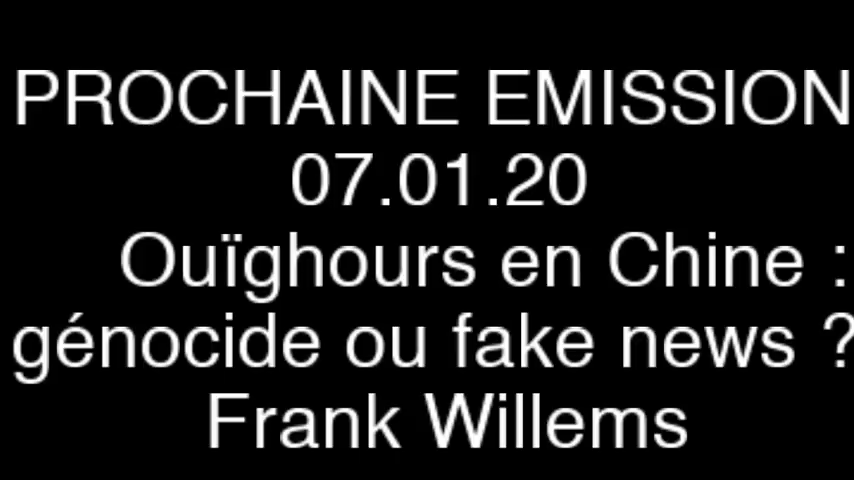 PROCHAINE EMISSION
07.01.20
Ouïghours en Chine :
génocide ou fake news ?
Frank Willems